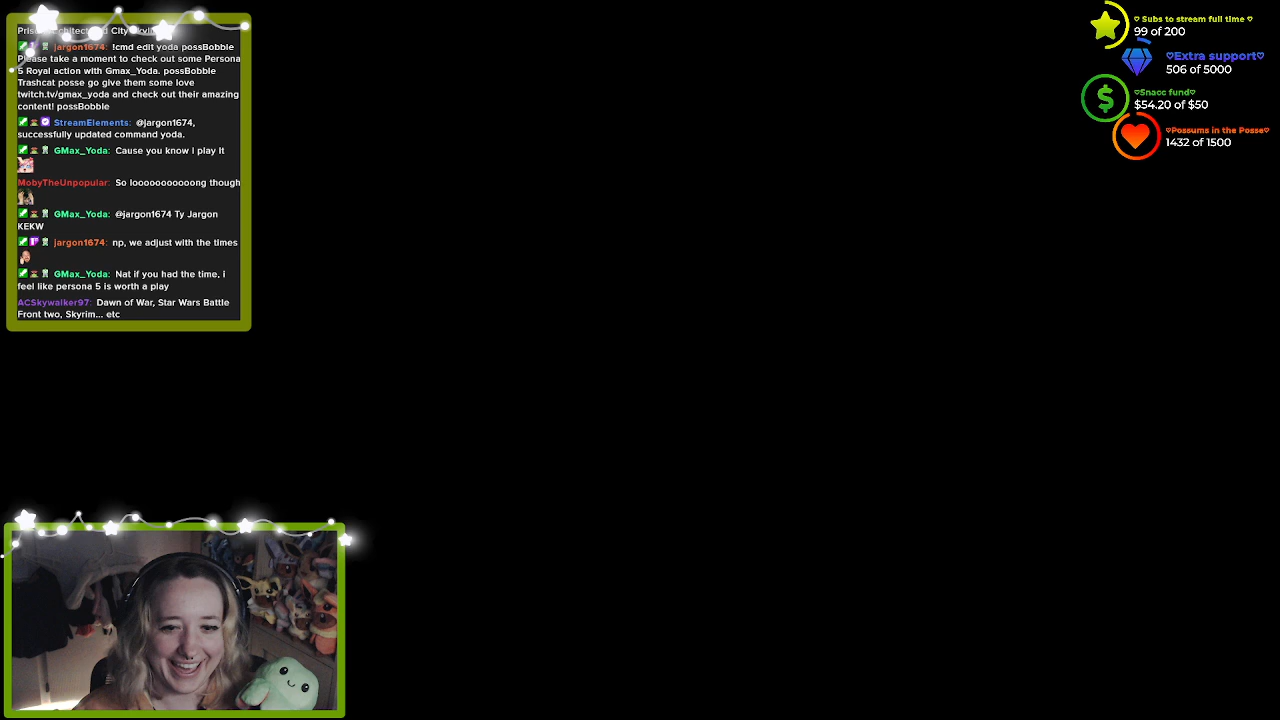 jargon1674: !cmd edit yoda possBobble
Please take a moment to check out some Persona
5 Royal action with Gmax_Yoda. possBobble
Trashcat posse go give them some love
twitch.tv/gmax_yoda and check out their amazing
content! possBobble
StreamElements: @jargon1674,
successfully updated command yoda.
GMax_Yoda: Cause you know I play it
MobyTheUnpopular: So looooooooooong though
GMax_Yoda: @jargon1674 Ty Jargon
KEKW
jargon1674: np, we adjust with the times
GMax_Yoda: Nat if you had the time, i
feel like persona 5 is worth a play
ACSkywalker97: Dawn of War, Star Wars Battle
Front two, Skyrim... etc
♡ Subs to stream full time ♡
99 of 200
♡Extra support♡
506 of 5000
♡Snacc fund♡
$54.20 of $50
♡Possums in the Posse♡
1432 of 1500